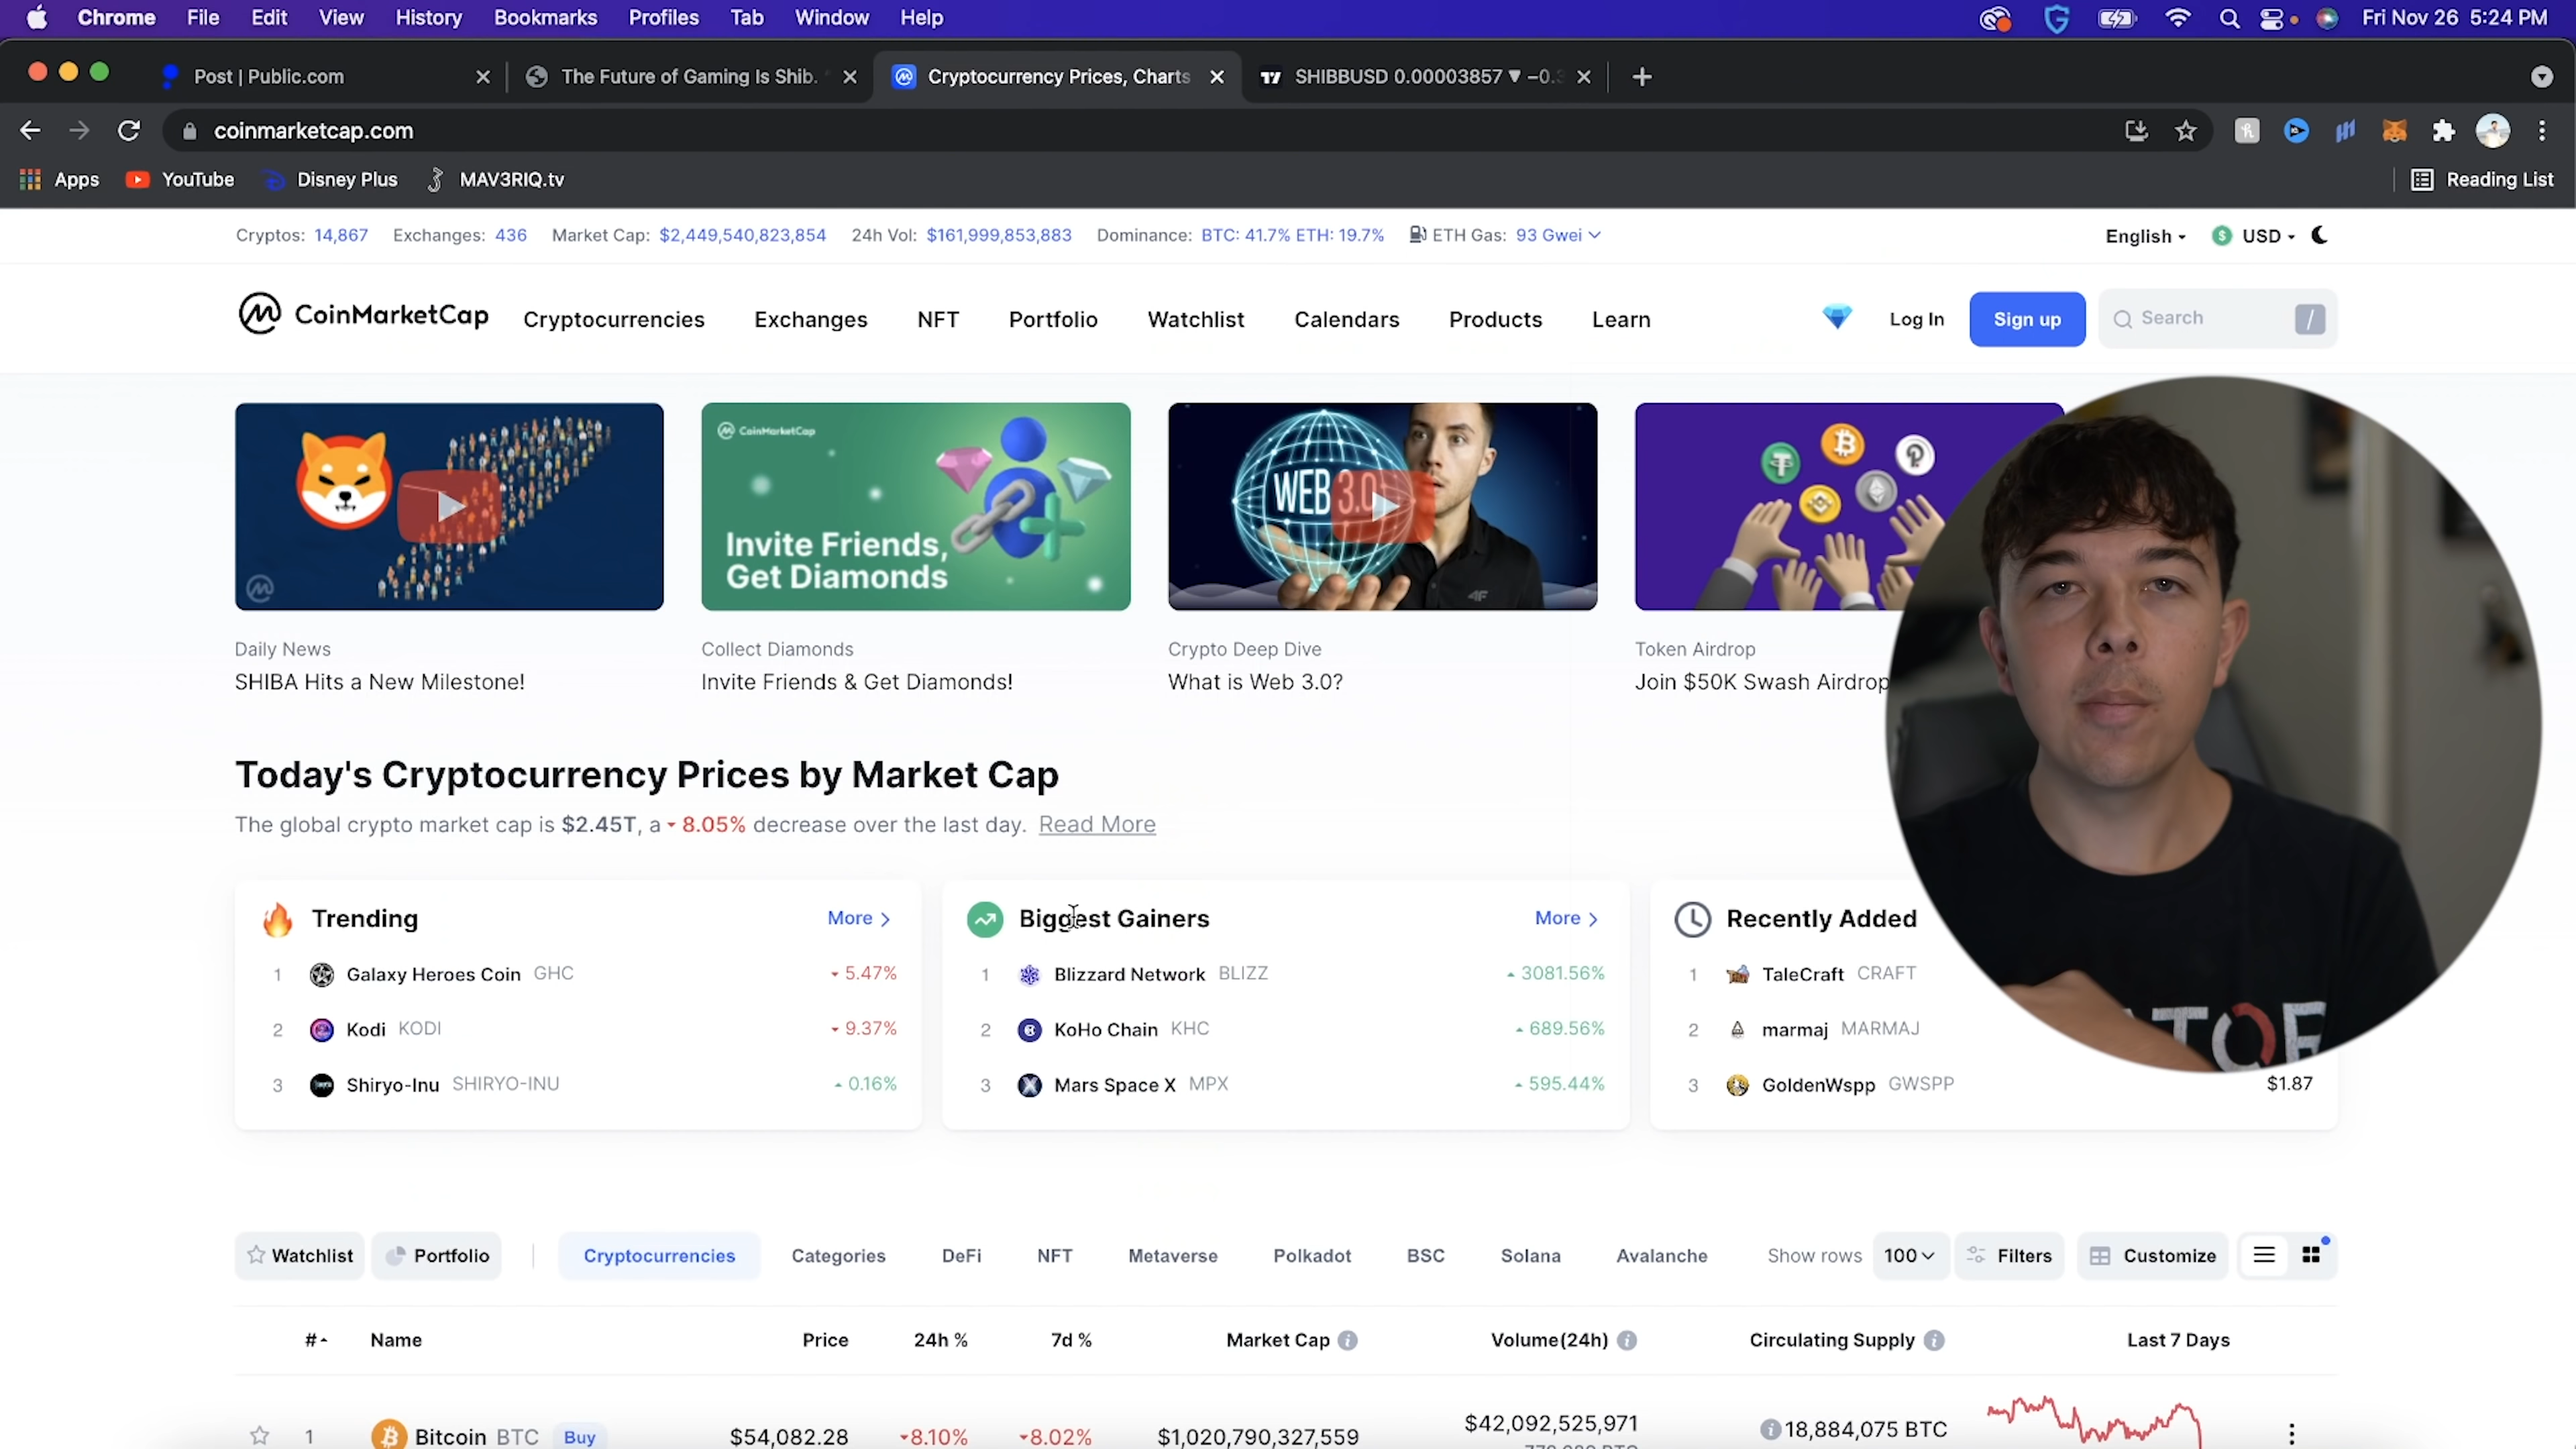 Chrome File Edit View History Bookmarks Profiles Tab Window Help Fri Nov 26 5:24 PM
Post | Public.com The Future of Gaming Is Shib. Cryptocurrency Prices, Charts SHIBBUSD 0.00003857 ▼ −0.3
coinmarketcap.com
Apps YouTube Disney Plus MAV3RIQ.tv Reading List
Cryptos: 14,867 Exchanges: 436 Market Cap: $2,449,540,823,854 24h Vol: $161,999,853,883 Dominance: BTC: 41.7% ETH: 19.7% ETH Gas: 93 Gwei English USD
CoinMarketCap Cryptocurrencies Exchanges NFT Portfolio Watchlist Calendars Products Learn Log In Sign up Search /
CoinMarketCap
WEB 3.0
Invite Friends,
Get Diamonds
Daily News Collect Diamonds Crypto Deep Dive Token Airdrop
SHIBA Hits a New Milestone! Invite Friends & Get Diamonds! What is Web 3.0? Join $50K Swash Airdrop
Today's Cryptocurrency Prices by Market Cap
The global crypto market cap is $2.45T, a 8.05% decrease over the last day. Read More
Trending More > Biggest Gainers More > Recently Added
1 Galaxy Heroes Coin GHC 5.47% 1 Blizzard Network BLIZZ 3081.56% 1 TaleCraft CRAFT
2 Kodi KODI 9.37% 2 KoHo Chain KHC 689.56% 2 marmaj MARMAJ
3 Shiryo-Inu SHIRYO-INU 0.16% 3 Mars Space X MPX 595.44% 3 GoldenWspp GWSPP $1.87
Watchlist Portfolio Cryptocurrencies Categories DeFi NFT Metaverse Polkadot BSC Solana Avalanche Show rows 100 Filters Customize
# Name Price 24h % 7d % Market Cap Volume(24h) Circulating Supply Last 7 Days
1 Bitcoin BTC Buy $54,082.28 8.10% 8.02% $1,020,790,327,559 $42,092,525,971 18,884,075 BTC